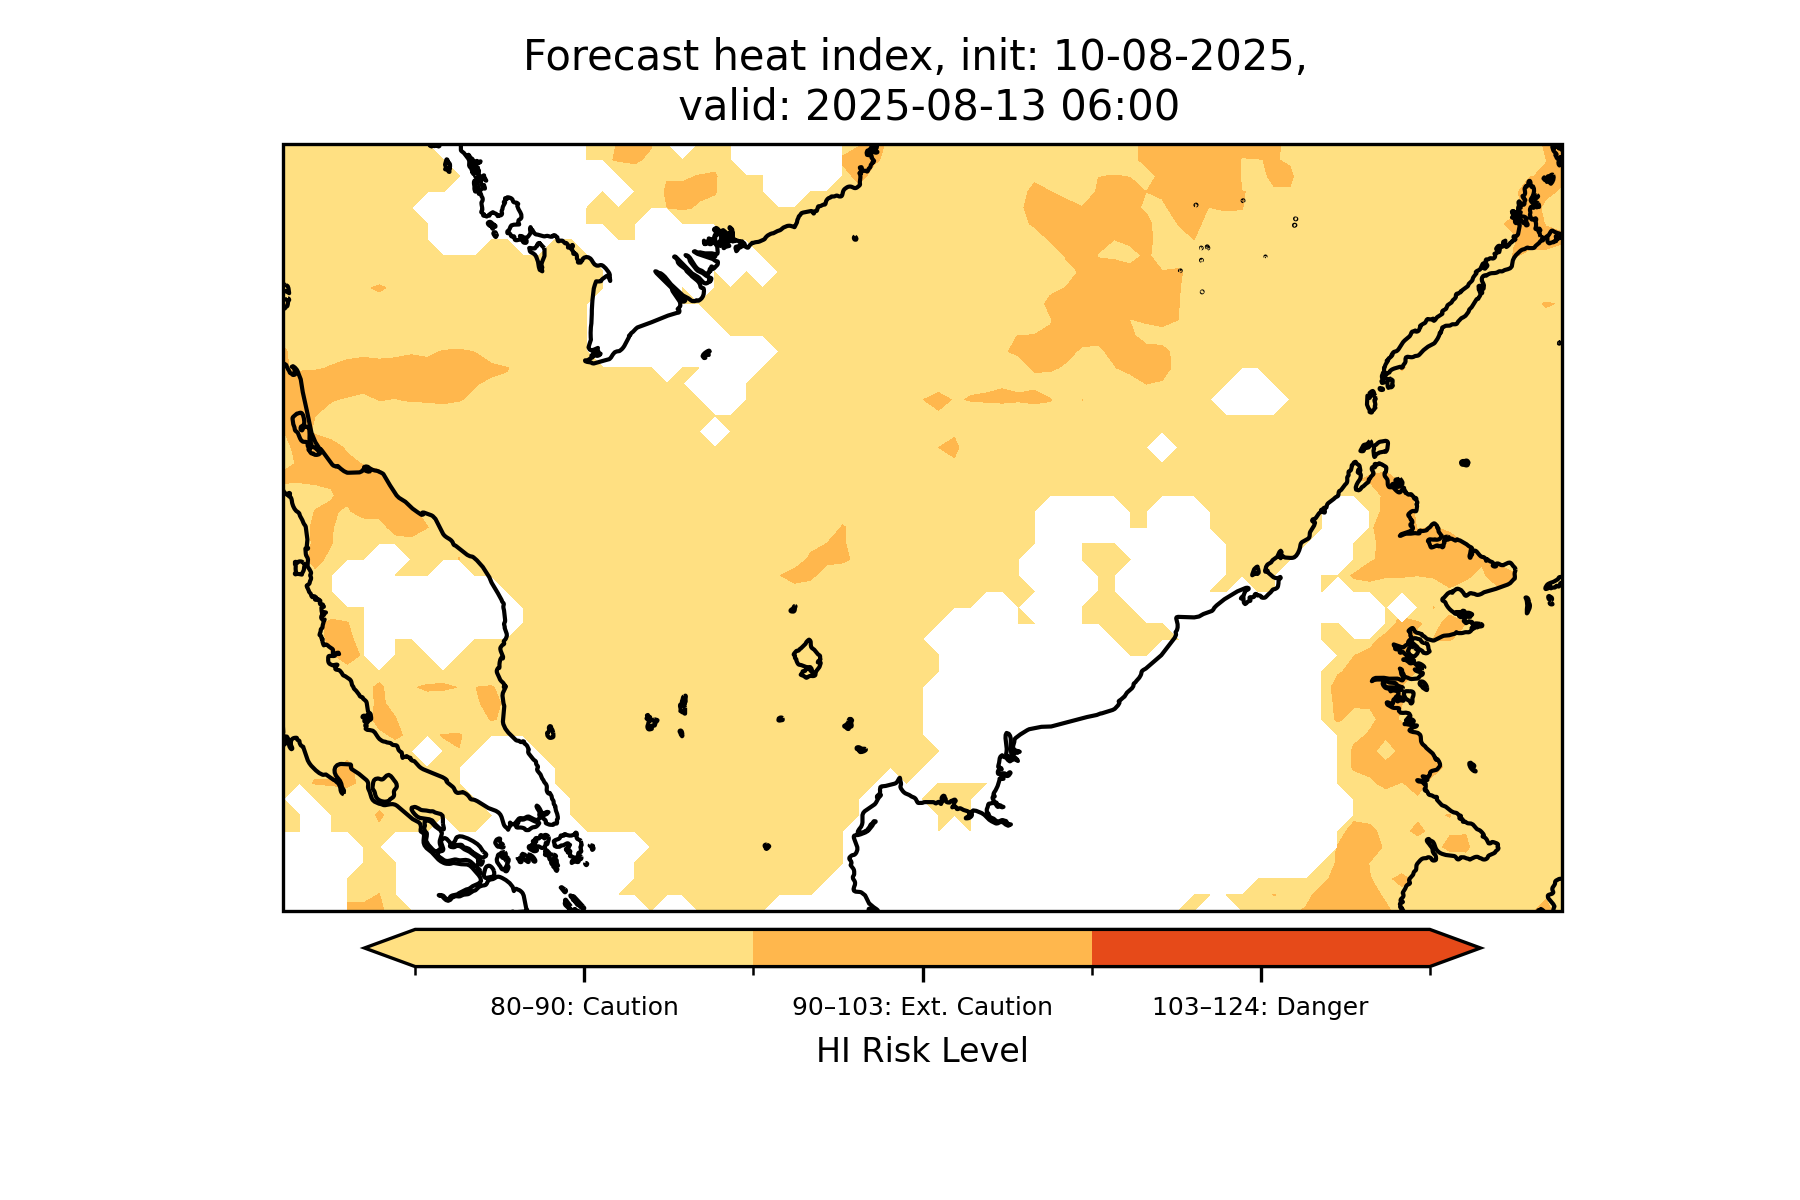 Forecast heat index, init: 10-08-2025,
valid: 2025-08-13 06:00
80–90: Caution
90–103: Ext. Caution
103–124: Danger
HI Risk Level